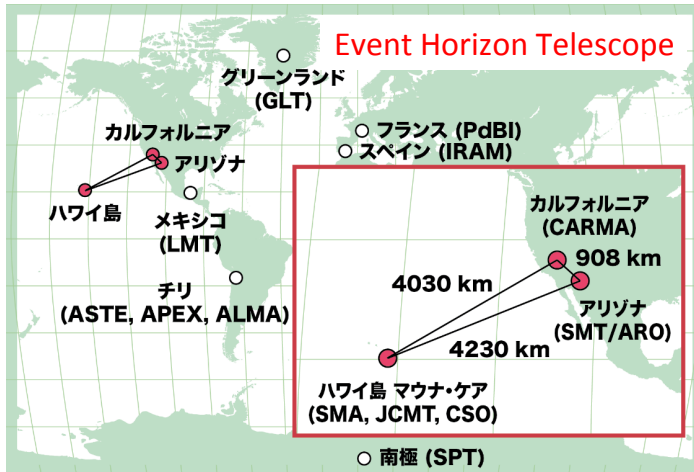 Event Horizon Telescope
グリーンランド
(GLT)
カルフォルニア
アリゾナ
ハワイ島
メキシコ
(LMT)
チリ
(ASTE, APEX, ALMA)
フランス (PdBI)
スペイン (IRAM)
カルフォルニア
(CARMA)
908 km
4030 km
アリゾナ
(SMT/ARO)
4230 km
ハワイ島 マウナ・ケア
(SMA, JCMT, CSO)
南極 (SPT)